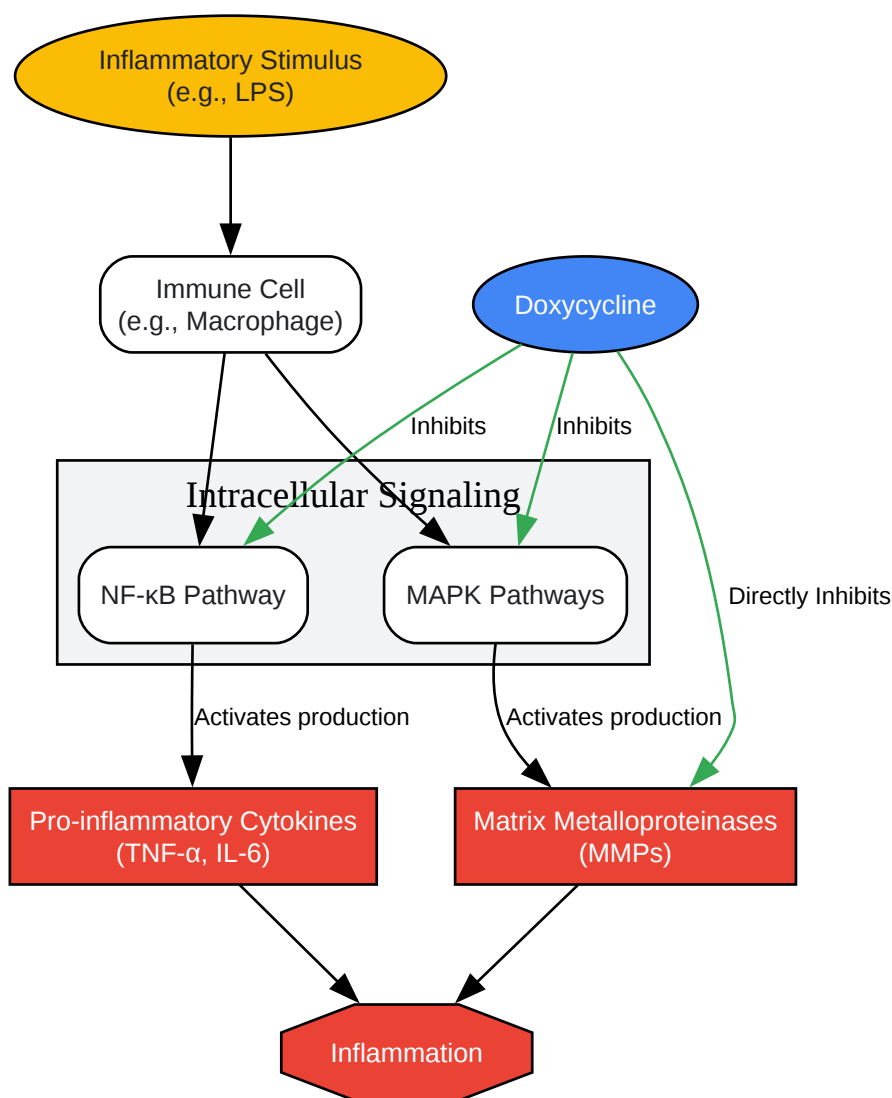 Inflammatory Stimulus
(e.g., LPS)
Immune Cell
(e.g., Macrophage)
Doxycycline
Inhibits
Inhibits
Intracellular Signaling
NF-κB Pathway
MAPK Pathways
Directly Inhibits
Activates production
Activates production
Pro-inflammatory Cytokines
(TNF-α, IL-6)
Matrix Metalloproteinases
(MMPs)
Inflammation